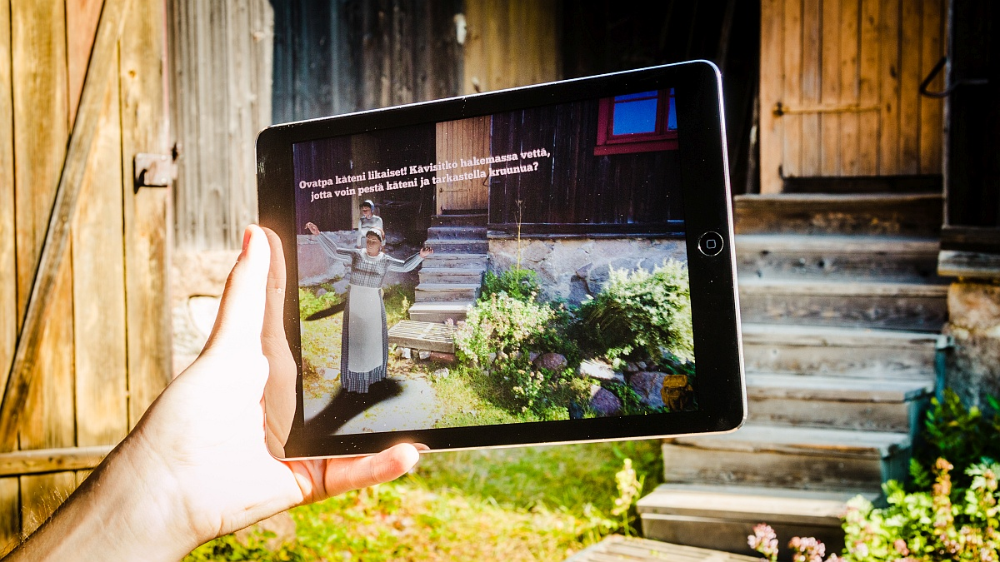 Ovatpa käteni likaiset! Kävisitkö hakemassa vettä,
jotta voin pestä käteni ja tarkastella kruunua?